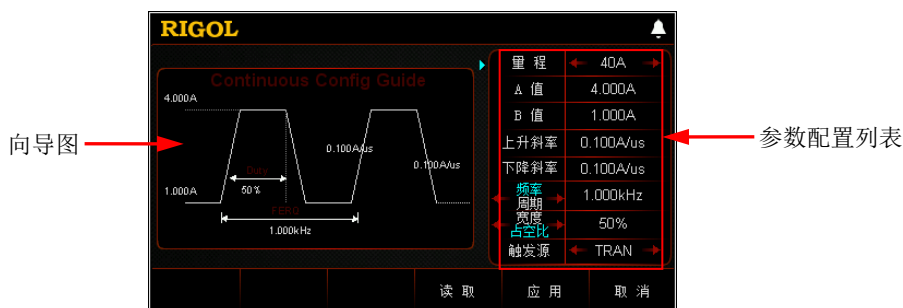 RIGOL
Continuous Config Guide
4.000A
0.100A/us
0.100A/us
1.000A
Duty
50%
FERQ
1.000kHz
向导图
量 程 40A
A 值 4.000A
B 值 1.000A
上升斜率 0.100A/us
下降斜率 0.100A/us
频率
周期
1.000kHz
宽度
占空比
50%
触发源 TRAN
参数配置列表
读 取 应 用 取 消